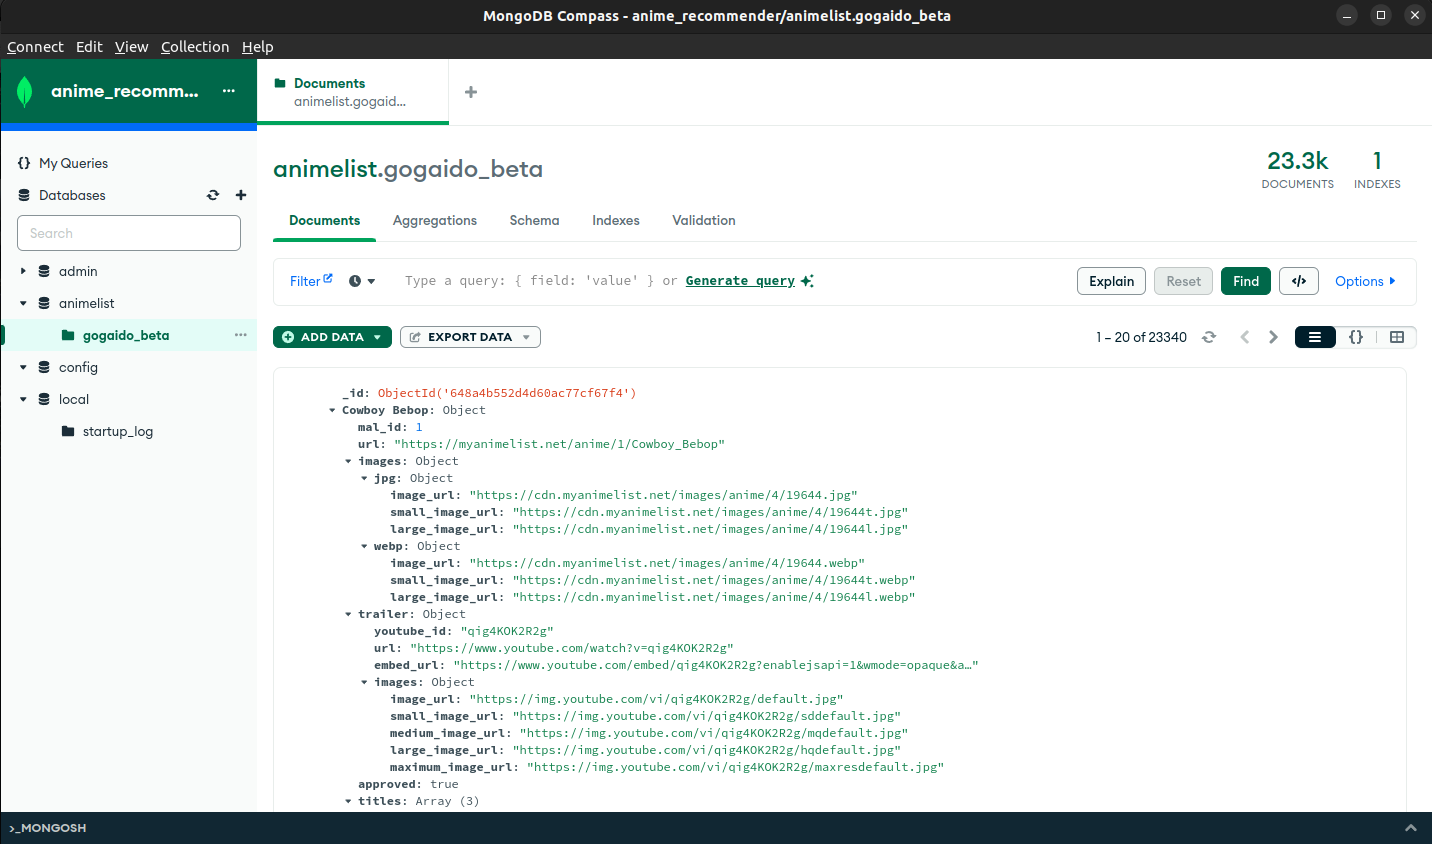 MongoDB Compass - anime_recommender/animelist.gogaido_beta
Connect Edit View Collection Help
anime_recomm...
Documents
animelist.gogaid...
My Queries
Databases
Search
admin
animelist
gogaido_beta
config
local
startup_log
animelist.gogaido_beta
23.3k
DOCUMENTS
1
INDEXES
Documents Aggregations Schema Indexes Validation
Filter Type a query: { field: 'value' } or Generate query Explain Reset Find </> Options
ADD DATA EXPORT DATA 1 – 20 of 23340 {}
_id: ObjectId('648a4b552d4d60ac77cf67f4')
Cowboy Bebop: Object
mal_id: 1
url: "https://myanimelist.net/anime/1/Cowboy_Bebop"
images: Object
jpg: Object
image_url: "https://cdn.myanimelist.net/images/anime/4/19644.jpg"
small_image_url: "https://cdn.myanimelist.net/images/anime/4/19644t.jpg"
large_image_url: "https://cdn.myanimelist.net/images/anime/4/19644l.jpg"
webp: Object
image_url: "https://cdn.myanimelist.net/images/anime/4/19644.webp"
small_image_url: "https://cdn.myanimelist.net/images/anime/4/19644t.webp"
large_image_url: "https://cdn.myanimelist.net/images/anime/4/19644l.webp"
trailer: Object
youtube_id: "qig4KOK2R2g"
url: "https://www.youtube.com/watch?v=qig4KOK2R2g"
embed_url: "https://www.youtube.com/embed/qig4KOK2R2g?enablejsapi=1&wmode=opaque&a…"
images: Object
image_url: "https://img.youtube.com/vi/qig4KOK2R2g/default.jpg"
small_image_url: "https://img.youtube.com/vi/qig4KOK2R2g/sddefault.jpg"
medium_image_url: "https://img.youtube.com/vi/qig4KOK2R2g/mqdefault.jpg"
large_image_url: "https://img.youtube.com/vi/qig4KOK2R2g/hqdefault.jpg"
maximum_image_url: "https://img.youtube.com/vi/qig4KOK2R2g/maxresdefault.jpg"
approved: true
titles: Array (3)
>_MONGOSH